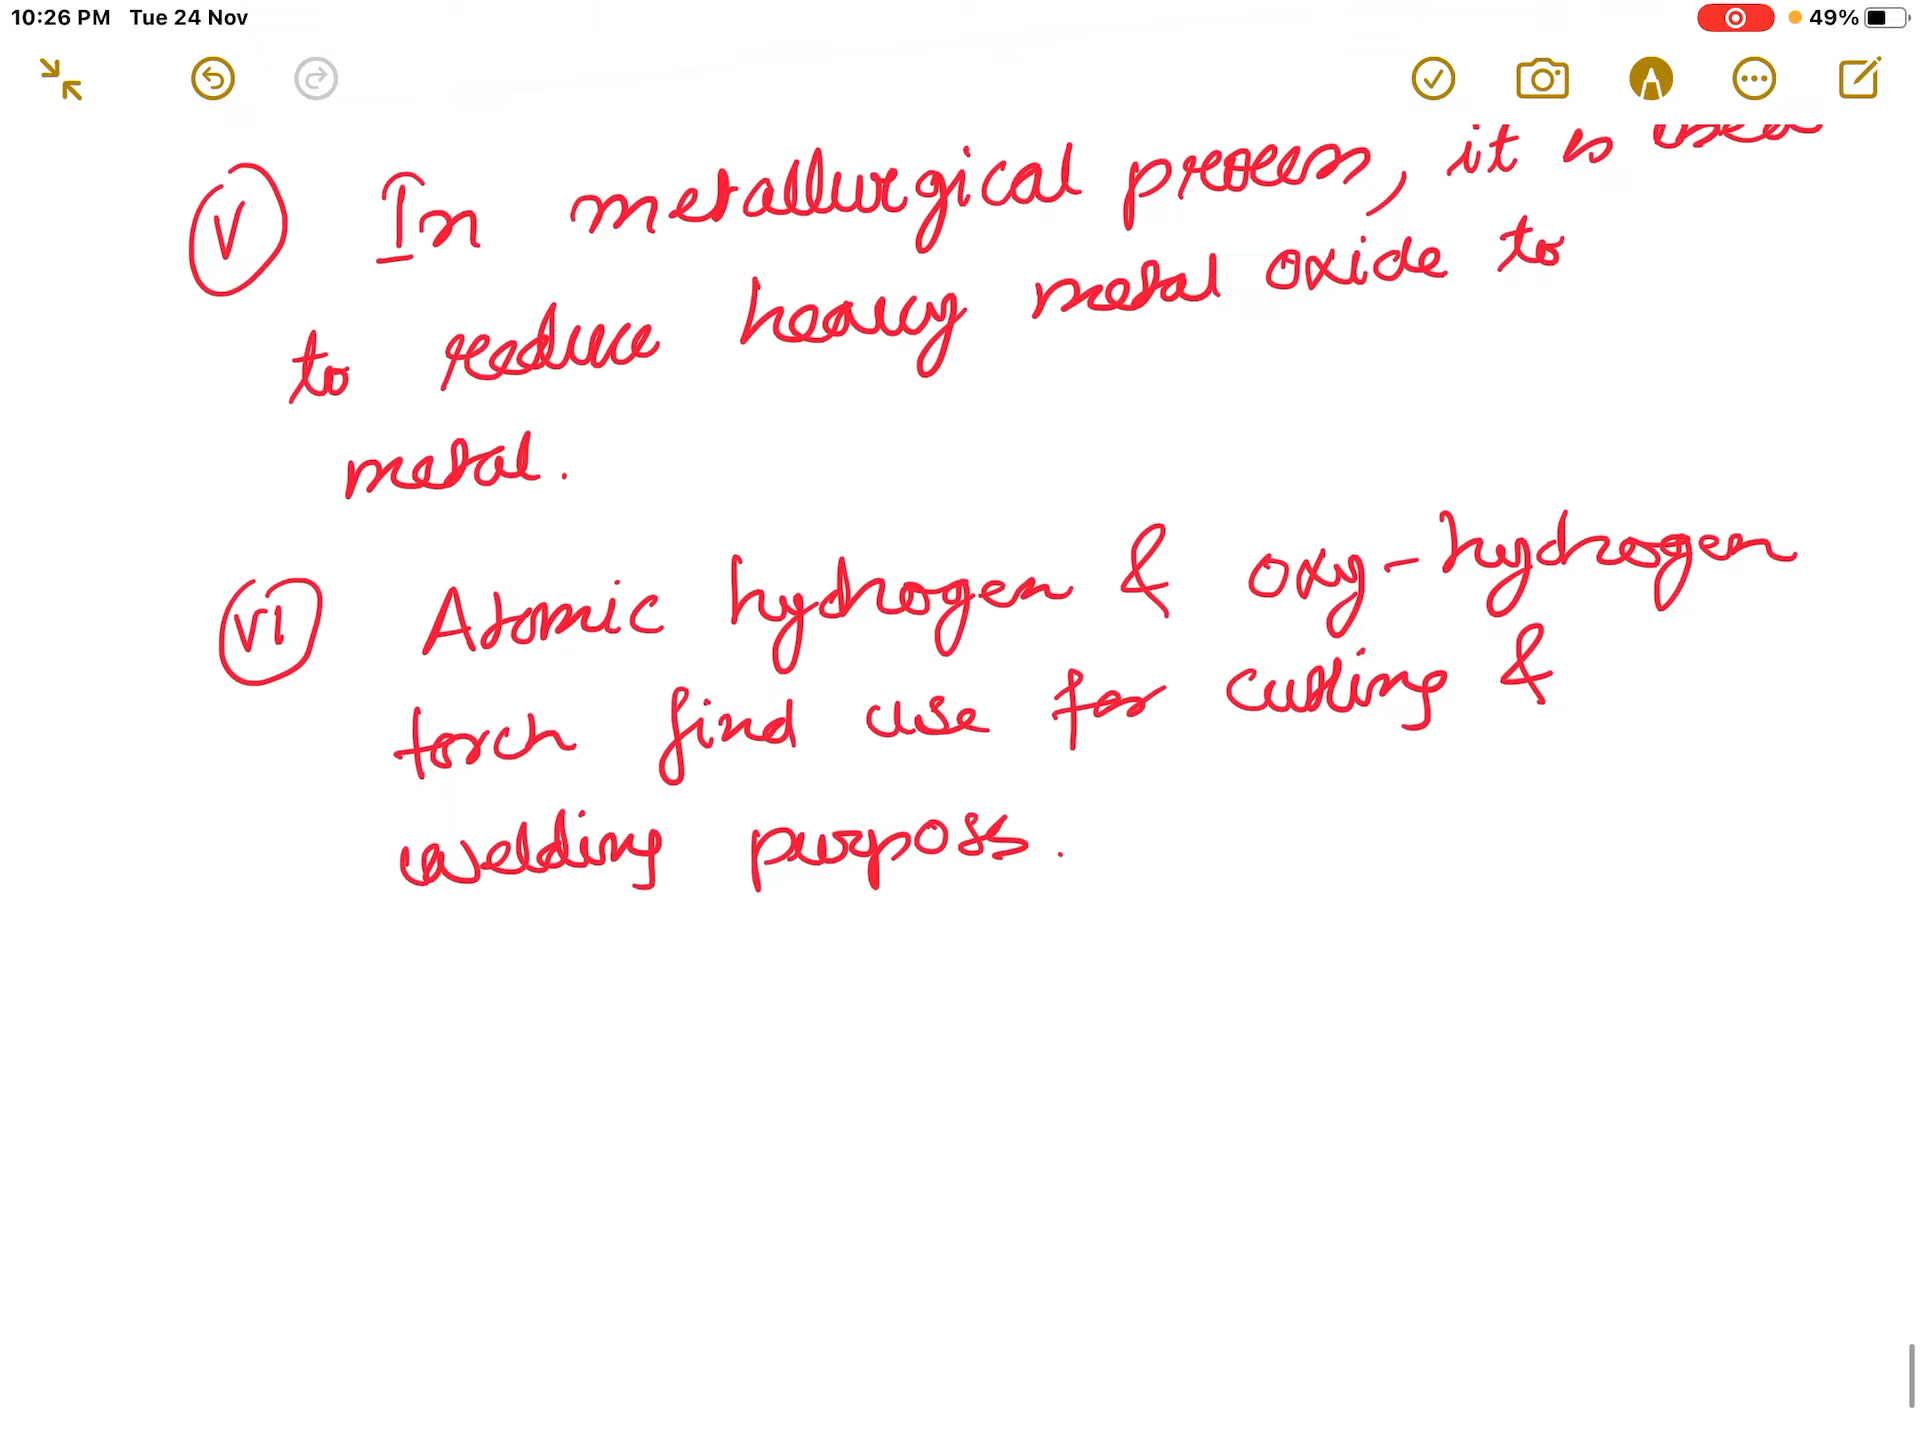 10:26 PM Tue 24 Nov
49%
V In metallurgical process, it is used
to reduce heavy metal oxide to
metal.
VI Atomic hydrogen & oxy-hydrogen
torch find use for cutting &
welding purposs.